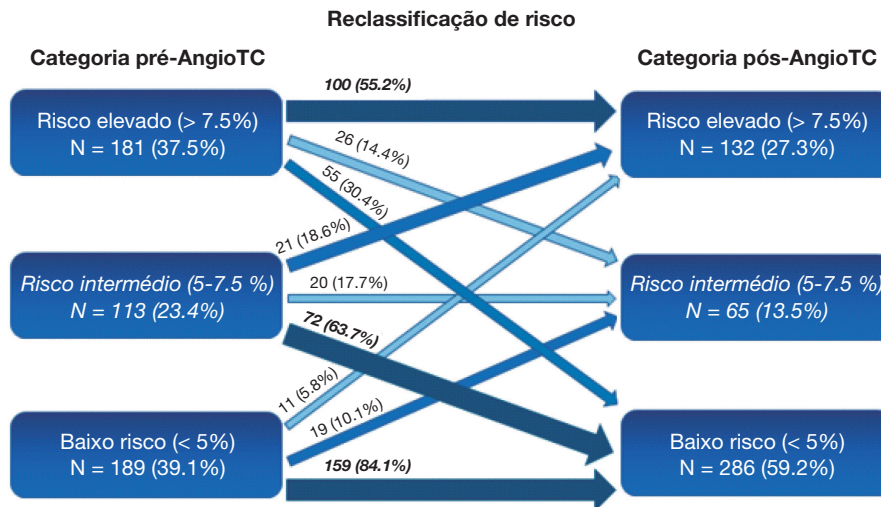 Reclassificação de risco
Categoria pré-AngioTC
Categoria pós-AngioTC
Risco elevado (> 7.5%)
N = 181 (37.5%)
100 (55.2%)
26 (14.4%)
55 (30.4%)
Risco elevado (> 7.5%)
N = 132 (27.3%)
Risco intermédio (5-7.5 %)
N = 113 (23.4%)
21 (18.6%)
20 (17.7%)
72 (63.7%)
Risco intermédio (5-7.5 %)
N = 65 (13.5%)
Baixo risco (< 5%)
N = 189 (39.1%)
11 (5.8%)
19 (10.1%)
159 (84.1%)
Baixo risco (< 5%)
N = 286 (59.2%)